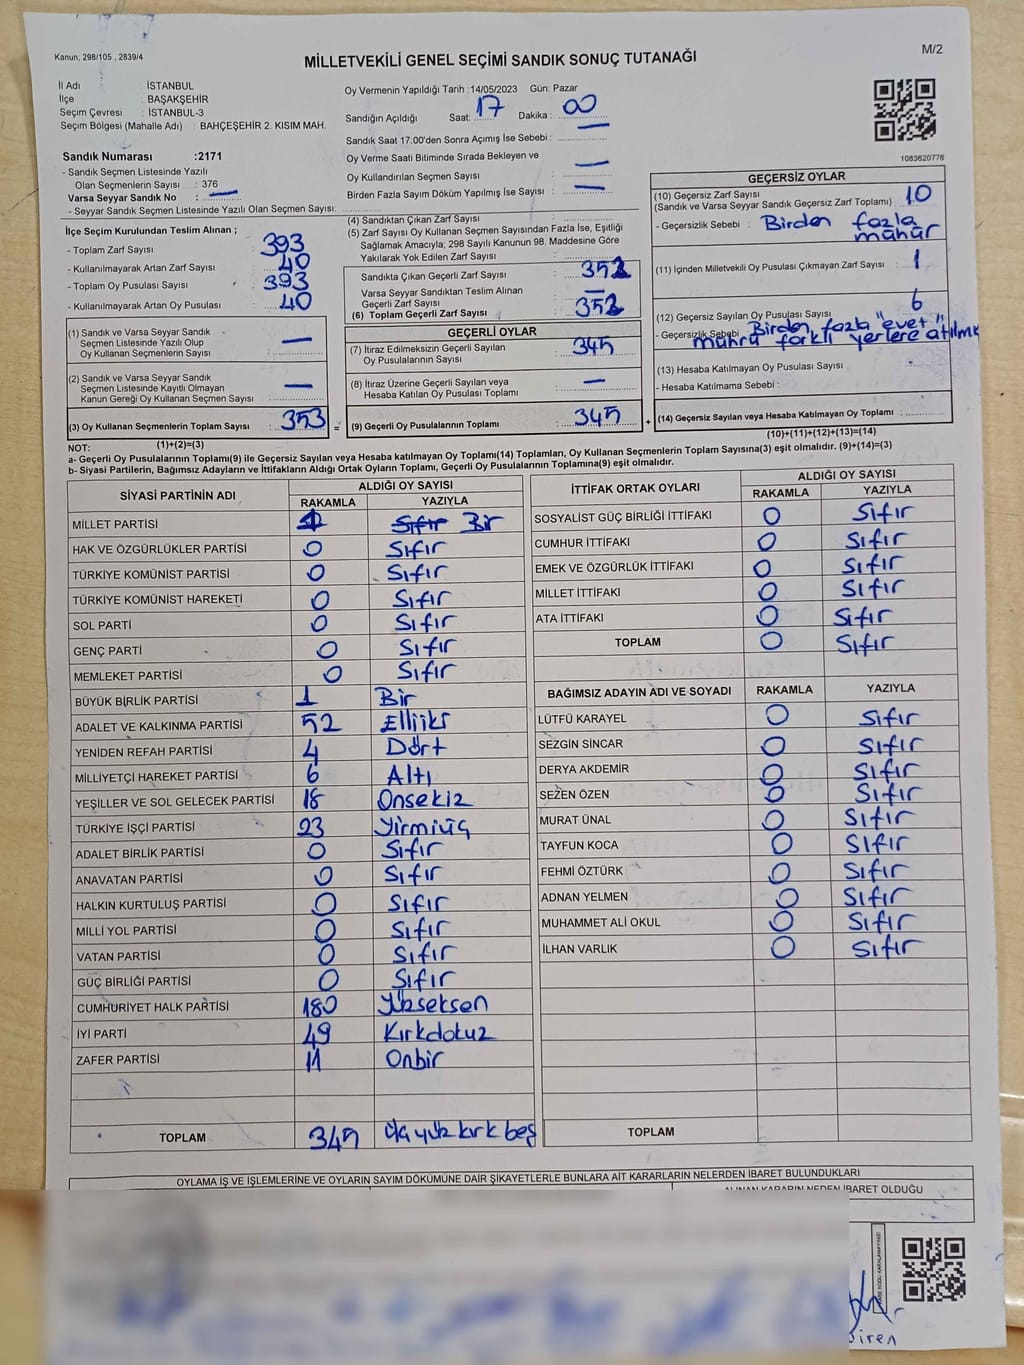 Kanun; 298/105 , 2839/4
MİLLETVEKİLİ GENEL SEÇİMİ SANDIK SONUÇ TUTANAĞI
M/2
İl Adı : İSTANBUL
İlçe : BAŞAKŞEHİR
Seçim Çevresi : İSTANBUL-3
Seçim Bölgesi (Mahalle Adı) : BAHÇEŞEHİR 2. KISIM MAH.
Sandık Numarası :2171
- Sandık Seçmen Listesinde Yazılı
Olan Seçmenlerin Sayısı : 376
Varsa Seyyar Sandık No : —
- Seyyar Sandık Seçmen Listesinde Yazılı Olan Seçmen Sayısı:
İlçe Seçim Kurulundan Teslim Alınan ;
- Toplam Zarf Sayısı 393
- Kullanılmayarak Artan Zarf Sayısı 40
- Toplam Oy Pusulası Sayısı 393
- Kullanılmayarak Artan Oy Pusulası 40
(1) Sandık ve Varsa Seyyar Sandık
Seçmen Listesinde Yazılı Olup
Oy Kullanan Seçmenlerin Sayısı —
(2) Sandık ve Varsa Seyyar Sandık
Seçmen Listesinde Kayıtlı Olmayan
Kanun Gereği Oy Kullanan Seçmen Sayısı —
(3) Oy Kullanan Seçmenlerin Toplam Sayısı 353
(1)+(2)=(3)
Oy Vermenin Yapıldığı Tarih :14/05/2023 Gün: Pazar
Sandığın Açıldığı Saat: 17 Dakika : 00
Sandık Saat 17:00'den Sonra Açımış İse Sebebi : —
Oy Verme Saati Bitiminde Sırada Bekleyen ve
Oy Kullandırılan Seçmen Sayısı —
Birden Fazla Sayım Döküm Yapılmış İse Sayısı —
(4) Sandıktan Çıkan Zarf Sayısı
(5) Zarf Sayısı Oy Kullanan Seçmen Sayısından Fazla İse, Eşitliği
Sağlamak Amacıyla; 298 Sayılı Kanunun 98. Maddesine Göre
Yakılarak Yok Edilen Zarf Sayısı
Sandıkta Çıkan Geçerli Zarf Sayısı 352
Varsa Seyyar Sandıktan Teslim Alınan
Geçerli Zarf Sayısı —
(6) Toplam Geçerli Zarf Sayısı 352
GEÇERLİ OYLAR
(7) İtiraz Edilmeksizin Geçerli Sayılan
Oy Pusulalarının Sayısı 345
(8) İtiraz Üzerine Geçerli Sayılan veya
Hesaba Katılan Oy Pusulası Toplamı —
= (9) Geçerli Oy Pusulalarının Toplamı 345 +
1083620776
GEÇERSİZ OYLAR
(10) Geçersiz Zarf Sayısı 10
(Sandık ve Varsa Seyyar Sandık Geçersiz Zarf Toplamı)
- Geçersizlik Sebebi : Birden fazla
mühür
(11) İçinden Milletvekili Oy Pusulası Çıkmayan Zarf Sayısı 1
(12) Geçersiz Sayılan Oy Pusulası Sayısı 6
- Geçersizlik Sebebi Birden fazla "evet"
mührü farklı yerlere atılmı
(13) Hesaba Katılmayan Oy Pusulası Sayısı
- Hesaba Katılmama Sebebi :
(14) Geçersiz Sayılan veya Hesaba Katılmayan Oy Toplamı :
(10)+(11)+(12)+(13)=(14)
NOT:
a- Geçerli Oy Pusulalarının Toplamı(9) ile Geçersiz Sayılan veya Hesaba katılmayan Oy Toplamı(14) Toplamları, Oy Kullanan Seçmenlerin Toplam Sayısına(3) eşit olmalıdır. (9)+(14)=(3)
b- Siyasi Partilerin, Bağımsız Adayların ve İttifakların Aldığı Ortak Oyların Toplamı, Geçerli Oy Pusulalarının Toplamına(9) eşit olmalıdır.
SİYASİ PARTİNİN ADI ALDIĞI OY SAYISI
RAKAMLA YAZIYLA
MİLLET PARTİSİ 1 Sıfır Bir
HAK VE ÖZGÜRLÜKLER PARTİSİ 0 Sıfır
TÜRKİYE KOMÜNİST PARTİSİ 0 Sıfır
TÜRKİYE KOMÜNİST HAREKETİ 0 Sıfır
SOL PARTİ 0 Sıfır
GENÇ PARTİ 0 Sıfır
MEMLEKET PARTİSİ 0 Sıfır
BÜYÜK BİRLİK PARTİSİ 1 Bir
ADALET VE KALKINMA PARTİSİ 52 Elliiki
YENİDEN REFAH PARTİSİ 4 Dört
MİLLİYETÇİ HAREKET PARTİSİ 6 Altı
YEŞİLLER VE SOL GELECEK PARTİSİ 18 Onsekiz
TÜRKİYE İŞÇİ PARTİSİ 23 Yirmiüç
ADALET BİRLİK PARTİSİ 0 Sıfır
ANAVATAN PARTİSİ 0 Sıfır
HALKIN KURTULUŞ PARTİSİ 0 Sıfır
MİLLİ YOL PARTİSİ 0 Sıfır
VATAN PARTİSİ 0 Sıfır
GÜÇ BİRLİĞİ PARTİSİ 0 Sıfır
CUMHURİYET HALK PARTİSİ 180 Yüzseksen
İYİ PARTİ 49 Kırkdokuz
ZAFER PARTİSİ 11 Onbir
TOPLAM 345 Üçyüz kırk beş
İTTİFAK ORTAK OYLARI ALDIĞI OY SAYISI
RAKAMLA YAZIYLA
SOSYALİST GÜÇ BİRLİĞİ İTTİFAKI 0 Sıfır
CUMHUR İTTİFAKI 0 Sıfır
EMEK VE ÖZGÜRLÜK İTTİFAKI 0 Sıfır
MİLLET İTTİFAKI 0 Sıfır
ATA İTTİFAKI 0 Sıfır
TOPLAM 0 Sıfır
BAĞIMSIZ ADAYIN ADI VE SOYADI RAKAMLA YAZIYLA
LÜTFÜ KARAYEL 0 Sıfır
SEZGİN SİNCAR 0 Sıfır
DERYA AKDEMİR 0 Sıfır
SEZEN ÖZEN 0 Sıfır
MURAT ÜNAL 0 Sıfır
TAYFUN KOCA 0 Sıfır
FEHMİ ÖZTÜRK 0 Sıfır
ADNAN YELMEN 0 Sıfır
MUHAMMET ALİ OKUL 0 Sıfır
İLHAN VARLIK 0 Sıfır
TOPLAM
OYLAMA İŞ VE İŞLEMLERİNE VE OYLARIN SAYIM DÖKÜMÜNE DAİR ŞİKAYETLERLE BUNLARA AİT KARARLARIN NELERDEN İBARET BULUNDUKLARI
ALINAN KARARIN NEDEN İBARET OLDUĞU